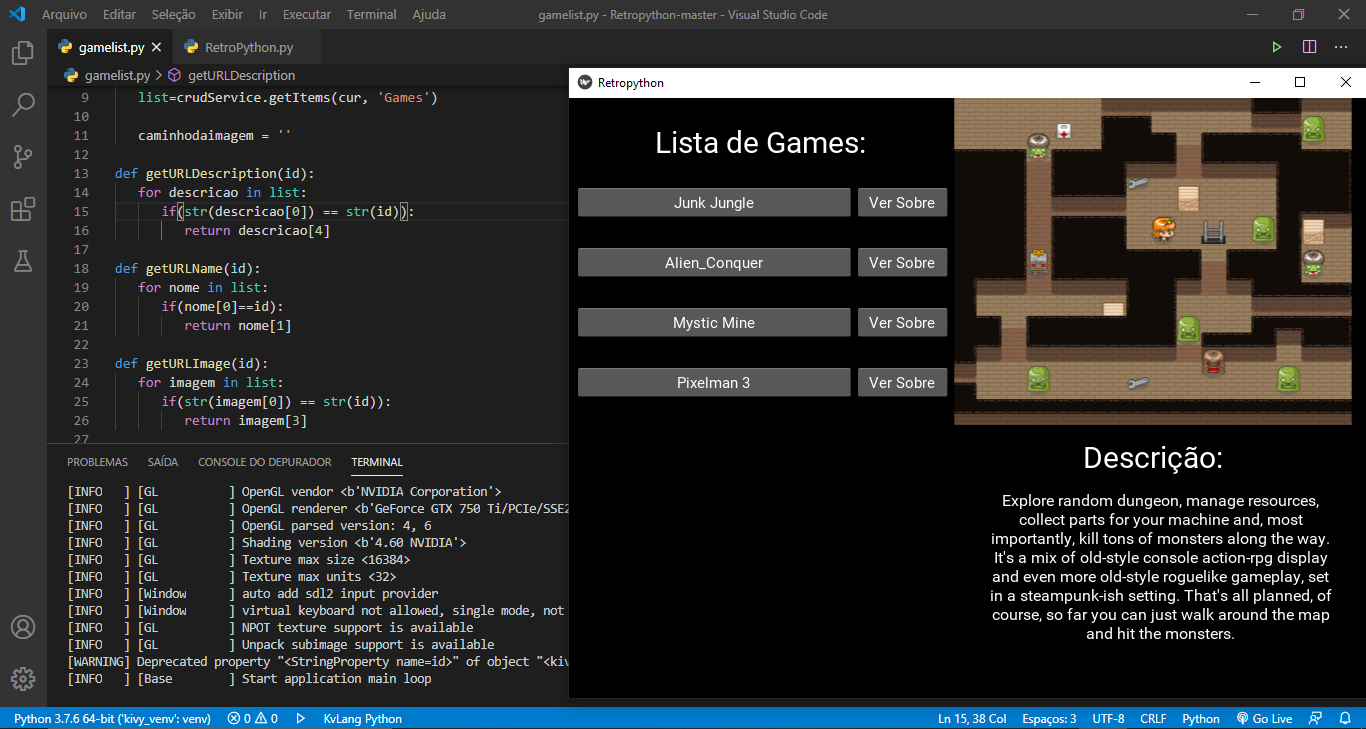 Arquivo Editar Seleção Exibir Ir Executar Terminal Ajuda
gamelist.py - Retropython-master - Visual Studio Code
gamelist.py
RetroPython.py
gamelist.py > getURLDescription
9 list=crudService.getItems(cur, 'Games')
10
11 caminhodaimagem = ''
12
13 def getURLDescription(id):
14 for descricao in list:
15 if(str(descricao[0]) == str(id)):
16 return descricao[4]
17
18 def getURLName(id):
19 for nome in list:
20 if(nome[0]==id):
21 return nome[1]
22
23 def getURLImage(id):
24 for imagem in list:
25 if(str(imagem[0]) == str(id)):
26 return imagem[3]
27
PROBLEMAS SAÍDA CONSOLE DO DEPURADOR TERMINAL
[INFO ] [GL ] OpenGL vendor <b'NVIDIA Corporation'>
[INFO ] [GL ] OpenGL renderer <b'GeForce GTX 750 Ti/PCIe/SSE2
[INFO ] [GL ] OpenGL parsed version: 4, 6
[INFO ] [GL ] Shading version <b'4.60 NVIDIA'>
[INFO ] [GL ] Texture max size <16384>
[INFO ] [GL ] Texture max units <32>
[INFO ] [Window ] auto add sdl2 input provider
[INFO ] [Window ] virtual keyboard not allowed, single mode, not
[INFO ] [GL ] NPOT texture support is available
[INFO ] [GL ] Unpack subimage support is available
[WARNING] Deprecated property "<StringProperty name=id>" of object "<kiv
[INFO ] [Base ] Start application main loop
Retropython
Lista de Games:
Junk Jungle Ver Sobre
Alien_Conquer Ver Sobre
Mystic Mine Ver Sobre
Pixelman 3 Ver Sobre
Descrição:
Explore random dungeon, manage resources,
collect parts for your machine and, most
importantly, kill tons of monsters along the way.
It's a mix of old-style console action-rpg display
and even more old-style roguelike gameplay, set
in a steampunk-ish setting. That's all planned, of
course, so far you can just walk around the map
and hit the monsters.
Python 3.7.6 64-bit ('kivy_venv': venv) 0 0 KvLang Python
Ln 15, 38 Col Espaços: 3 UTF-8 CRLF Python Go Live